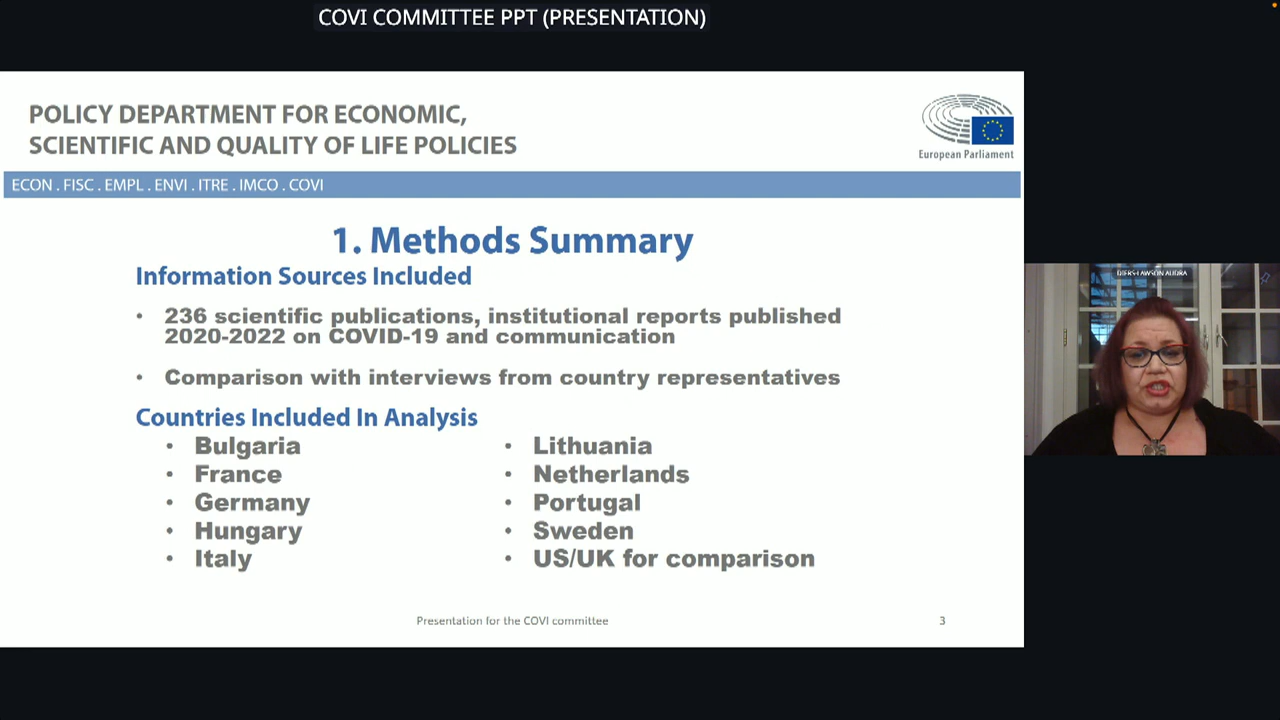 COVI COMMITTEE PPT (PRESENTATION)
POLICY DEPARTMENT FOR ECONOMIC,
SCIENTIFIC AND QUALITY OF LIFE POLICIES
European Parliament
ECON . FISC . EMPL . ENVI . ITRE . IMCO . COVI
1. Methods Summary
Information Sources Included
• 236 scientific publications, institutional reports published
2020-2022 on COVID-19 and communication
• Comparison with interviews from country representatives
Countries Included In Analysis
• Bulgaria
• France
• Germany
• Hungary
• Italy
• Lithuania
• Netherlands
• Portugal
• Sweden
• US/UK for comparison
Presentation for the COVI committee
3
DIERS-LAWSON AUDRA